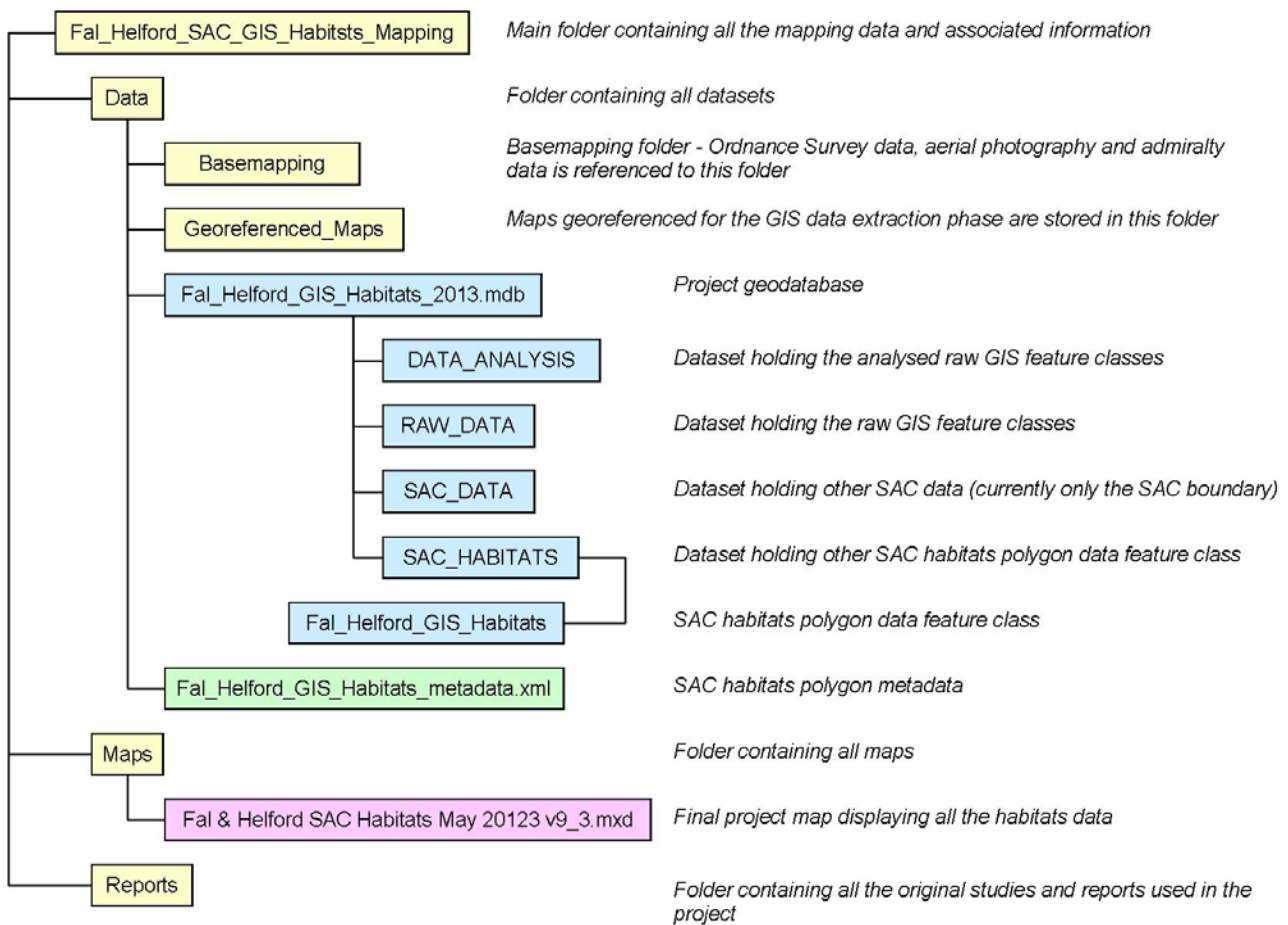 Fal_Helford_SAC_GIS_Habitsts_Mapping
Main folder containing all the mapping data and associated information
Data
Folder containing all datasets
Basemapping
Basemapping folder - Ordnance Survey data, aerial photography and admiralty
data is referenced to this folder
Georeferenced_Maps
Maps georeferenced for the GIS data extraction phase are stored in this folder
Fal_Helford_GIS_Habitats_2013.mdb
Project geodatabase
DATA_ANALYSIS
Dataset holding the analysed raw GIS feature classes
RAW_DATA
Dataset holding the raw GIS feature classes
SAC_DATA
Dataset holding other SAC data (currently only the SAC boundary)
SAC_HABITATS
Dataset holding other SAC habitats polygon data feature class
Fal_Helford_GIS_Habitats
SAC habitats polygon data feature class
Fal_Helford_GIS_Habitats_metadata.xml
SAC habitats polygon metadata
Maps
Folder containing all maps
Fal & Helford SAC Habitats May 20123 v9_3.mxd
Final project map displaying all the habitats data
Reports
Folder containing all the original studies and reports used in the
project